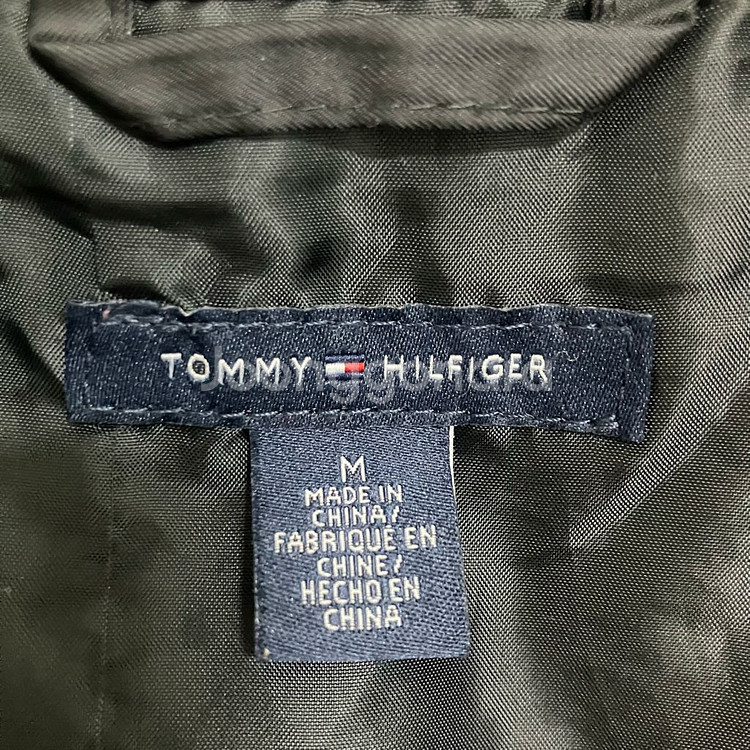 TOMMY HILFIGER
M
MADE IN
CHINA/
FABRIQUE EN
CHINE/
HECHO EN
CHINA